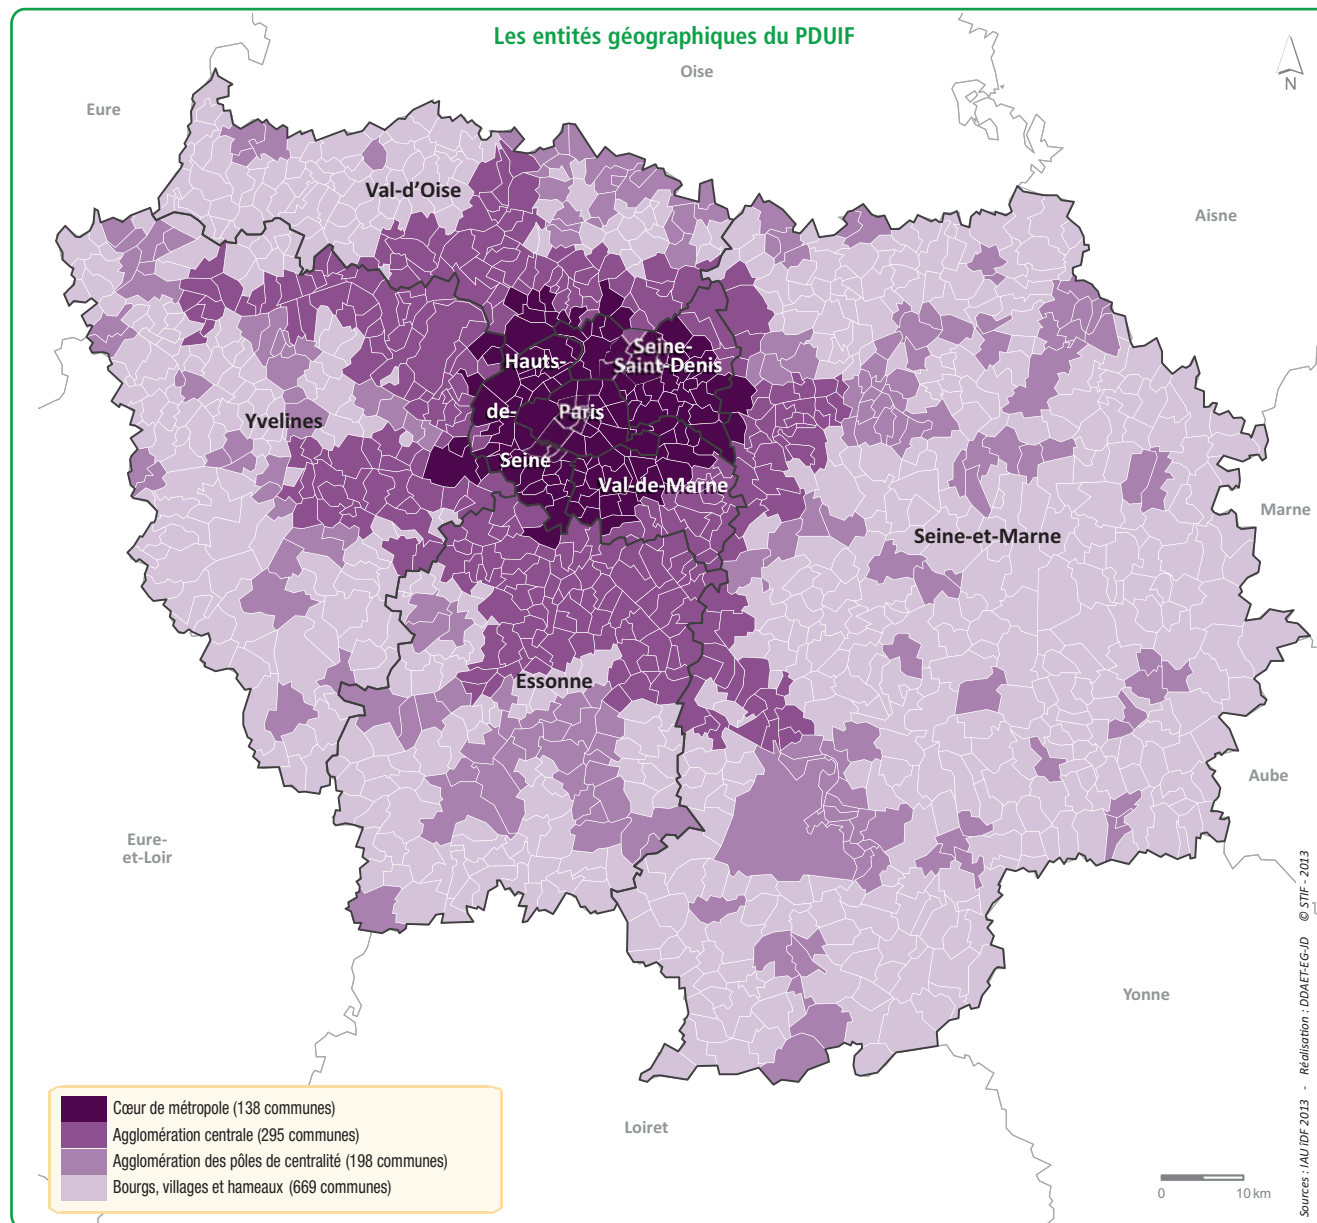 Les entités géographiques du PDUIF
Oise
N
Eure
Val-d'Oise
Aisne
Seine-
Saint-Denis
Hauts-
de-
Paris
Yvelines
Seine
Val-de-Marne
Marne
Seine-et-Marne
Essonne
Aube
Eure-
et-Loir
Yonne
Loiret
Cœur de métropole (138 communes)
Agglomération centrale (295 communes)
Agglomération des pôles de centralité (198 communes)
Bourgs, villages et hameaux (669 communes)
0 10 km
Sources : IAU îDF 2013 - Réalisation : DDAET-EG-JD © STIF - 2013